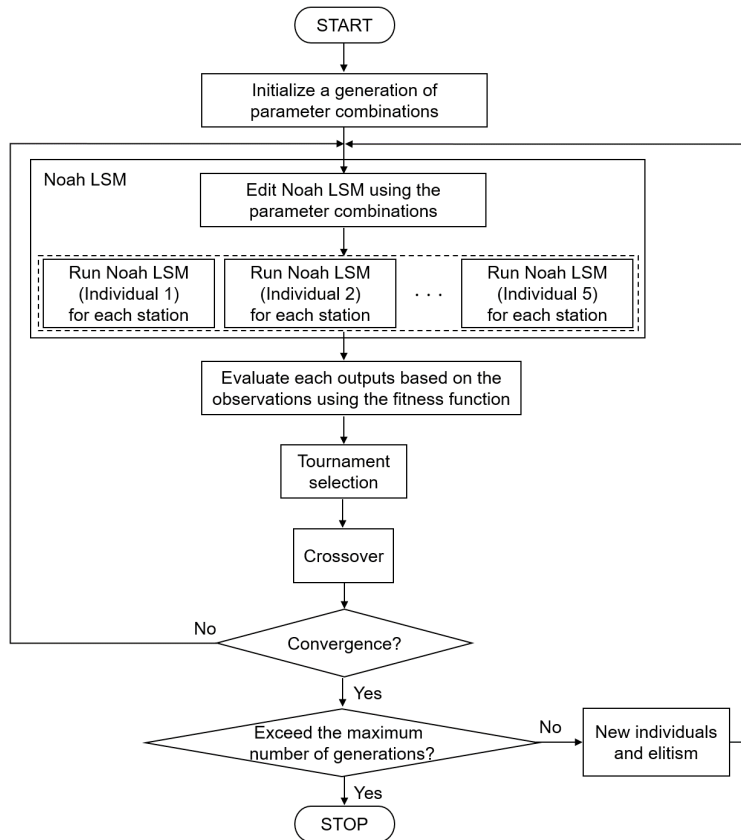 START
Initialize a generation of
parameter combinations
Noah LSM
Edit Noah LSM using the
parameter combinations
Run Noah LSM
(Individual 1)
for each station
Run Noah LSM
(Individual 2)
for each station
. . .
Run Noah LSM
(Individual 5)
for each station
Evaluate each outputs based on the
observations using the fitness function
Tournament
selection
Crossover
Convergence?
No
Yes
Exceed the maximum
number of generations?
No
New individuals
and elitism
Yes
STOP